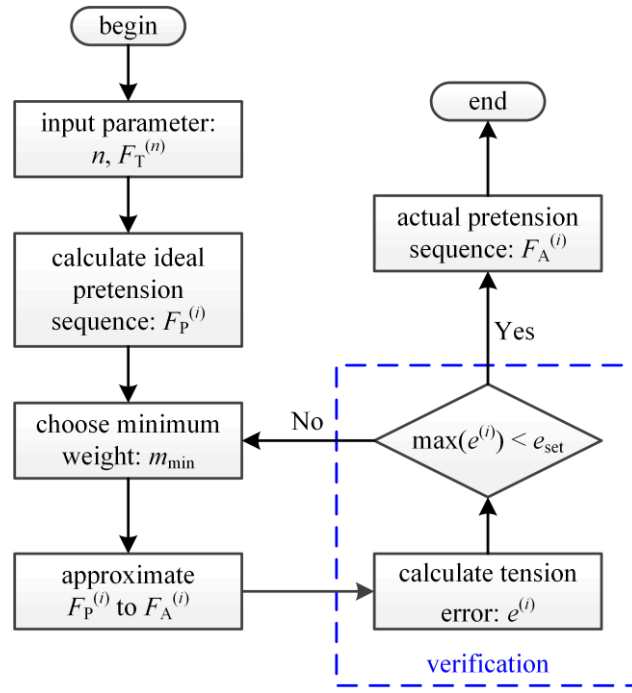 begin
input parameter:
n, F_T^(n)
calculate ideal
pretension
sequence: F_P^(i)
choose minimum
weight: m_min
approximate
F_P^(i) to F_A^(i)
end
actual pretension
sequence: F_A^(i)
Yes
No
max(e^(i)) < e_set
calculate tension
error: e^(i)
verification